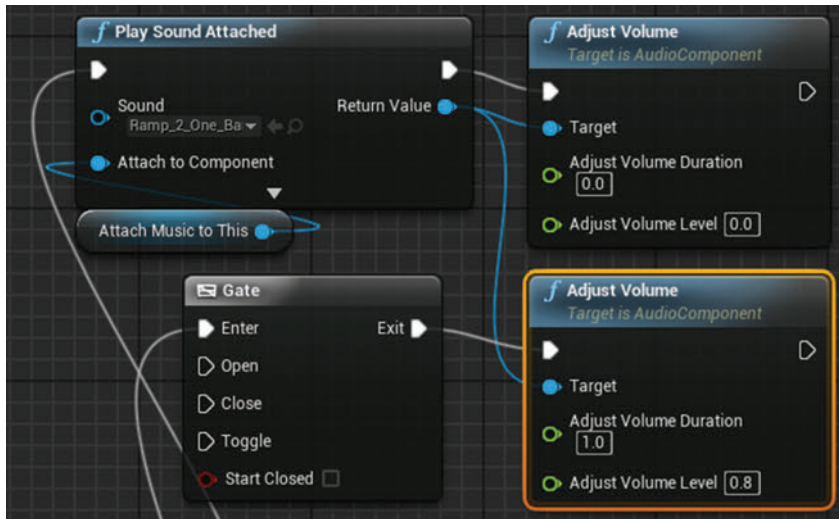 f Play Sound Attached
Sound
Ramp_2_One_Ba
Return Value
Attach to Component
Attach Music to This
f Adjust Volume
Target is AudioComponent
Target
Adjust Volume Duration
0.0
Adjust Volume Level 0.0
Gate
Enter
Exit
Open
Close
Toggle
Start Closed
f Adjust Volume
Target is AudioComponent
Target
Adjust Volume Duration
1.0
Adjust Volume Level 0.8